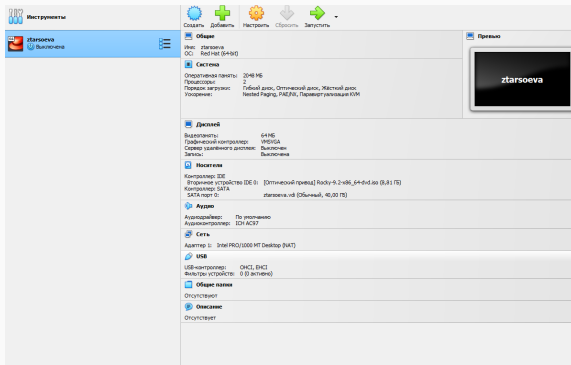 Инструменты
ztarsoeva
Выключена
Создать Добавить Настроить Сбросить Запустить
Общие
Имя: ztarsoeva
ОС: Red Hat (64-bit)
Система
Оперативная память: 2048 МБ
Процессоры: 2
Порядок загрузки: Гибкий диск, Оптический диск, Жёсткий диск
Ускорение: Nested Paging, PAE/NX, Паравиртуализация KVM
Превью
ztarsoeva
Дисплей
Видеопамять: 64 МБ
Графический контроллер: VMSVGA
Сервер удалённого дисплея: Выключен
Запись: Выключена
Носители
Контроллер: IDE
Вторичное устройство IDE 0: [Оптический привод] Rocky-9.2-x86_64-dvd.iso (8,81 ГБ)
Контроллер: SATA
SATA порт 0: ztarsoeva.vdi (Обычный, 40,00 ГБ)
Аудио
Аудиодрайвер: По умолчанию
Аудиоконтроллер: ICH AC97
Сеть
Адаптер 1: Intel PRO/1000 MT Desktop (NAT)
USB
USB-контроллер: OHCI, EHCI
Фильтры устройств: 0 (0 активно)
Общие папки
Отсутствуют
Описание
Отсутствует